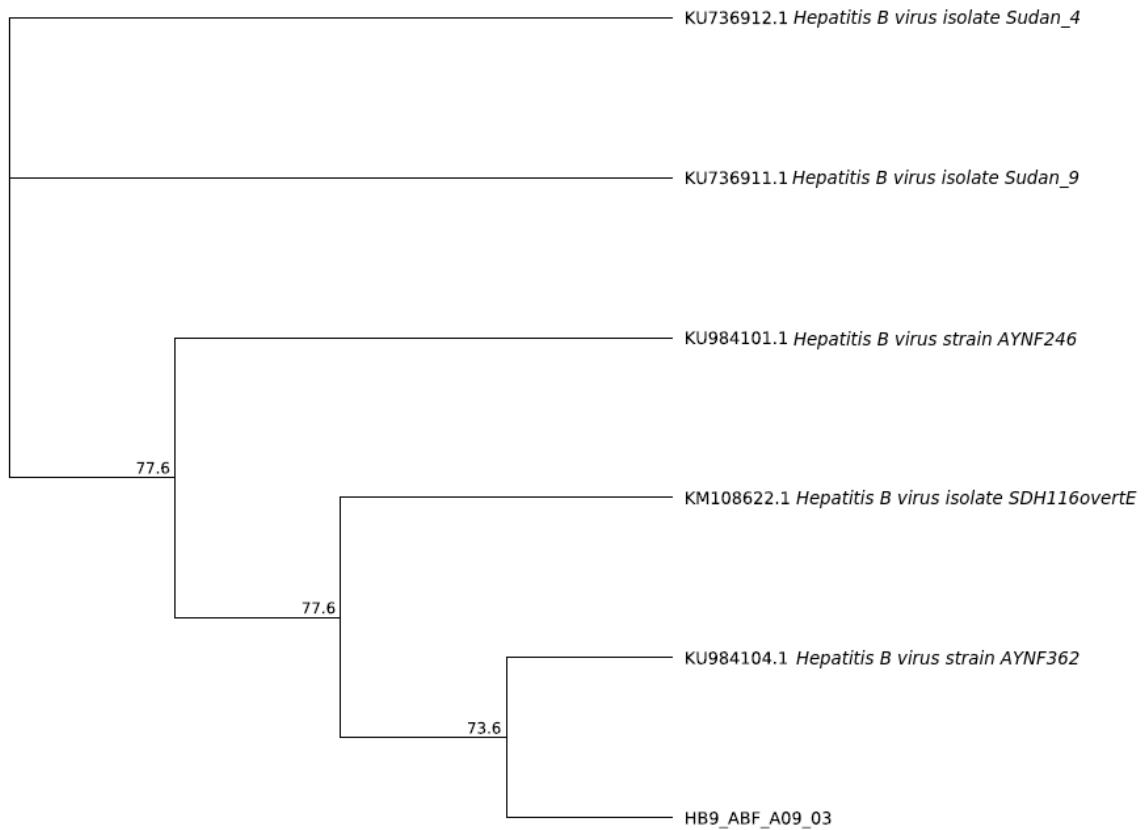 KU736912.1 Hepatitis B virus isolate Sudan_4
KU736911.1 Hepatitis B virus isolate Sudan_9
KU984101.1 Hepatitis B virus strain AYNF246
77.6
KM108622.1 Hepatitis B virus isolate SDH116overtE
77.6
KU984104.1 Hepatitis B virus strain AYNF362
73.6
HB9_ABF_A09_03